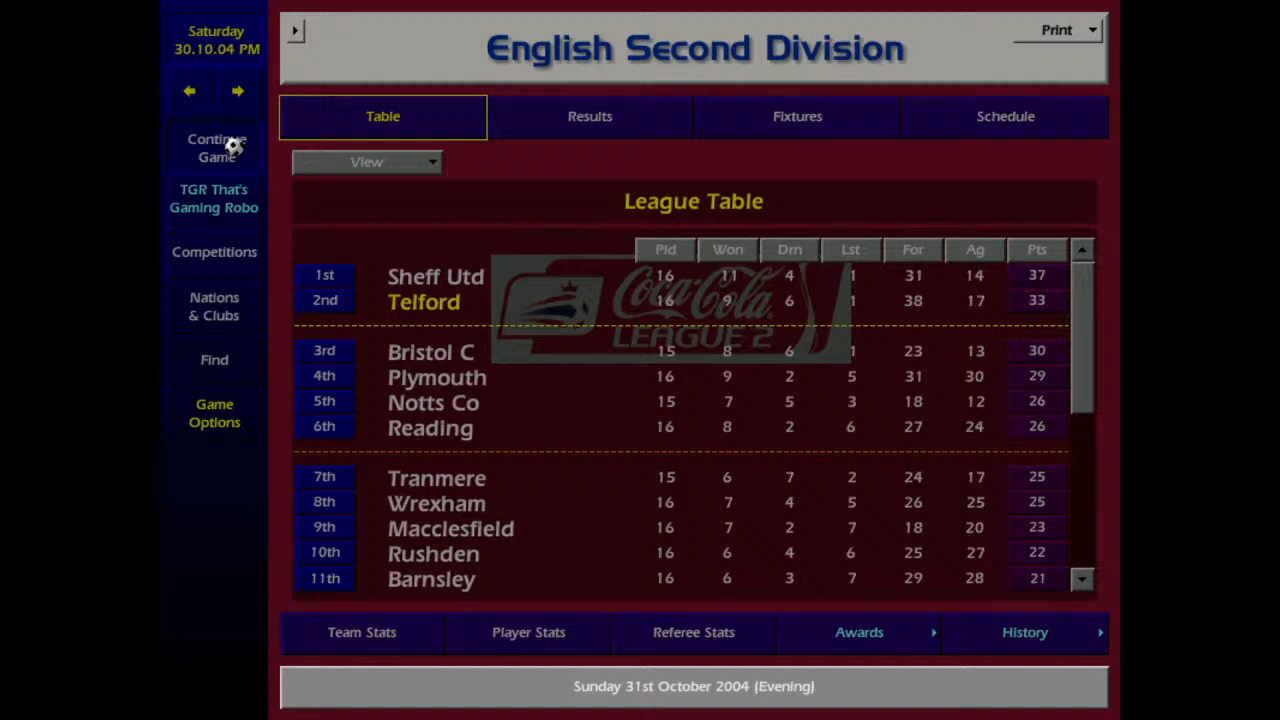 Saturday
30.10.04 PM
Continue
Game
TGR That's
Gaming Robo
Competitions
Nations
& Clubs
Find
Game
Options
English Second Division
Print
Table Results Fixtures Schedule
View
League Table
Pld Won Drn Lst For Ag Pts
1st Sheff Utd 16 11 4 1 31 14 37
2nd Telford 16 9 6 1 38 17 33
3rd Bristol C 15 8 6 1 23 13 30
4th Plymouth 16 9 2 5 31 30 29
5th Notts Co 15 7 5 3 18 12 26
6th Reading 16 8 2 6 27 24 26
7th Tranmere 15 6 7 2 24 17 25
8th Wrexham 16 7 4 5 26 25 25
9th Macclesfield 16 7 2 7 18 20 23
10th Rushden 16 6 4 6 25 27 22
11th Barnsley 16 6 3 7 29 28 21
Coca-Cola
LEAGUE 2
Team Stats Player Stats Referee Stats Awards History
Sunday 31st October 2004 (Evening)